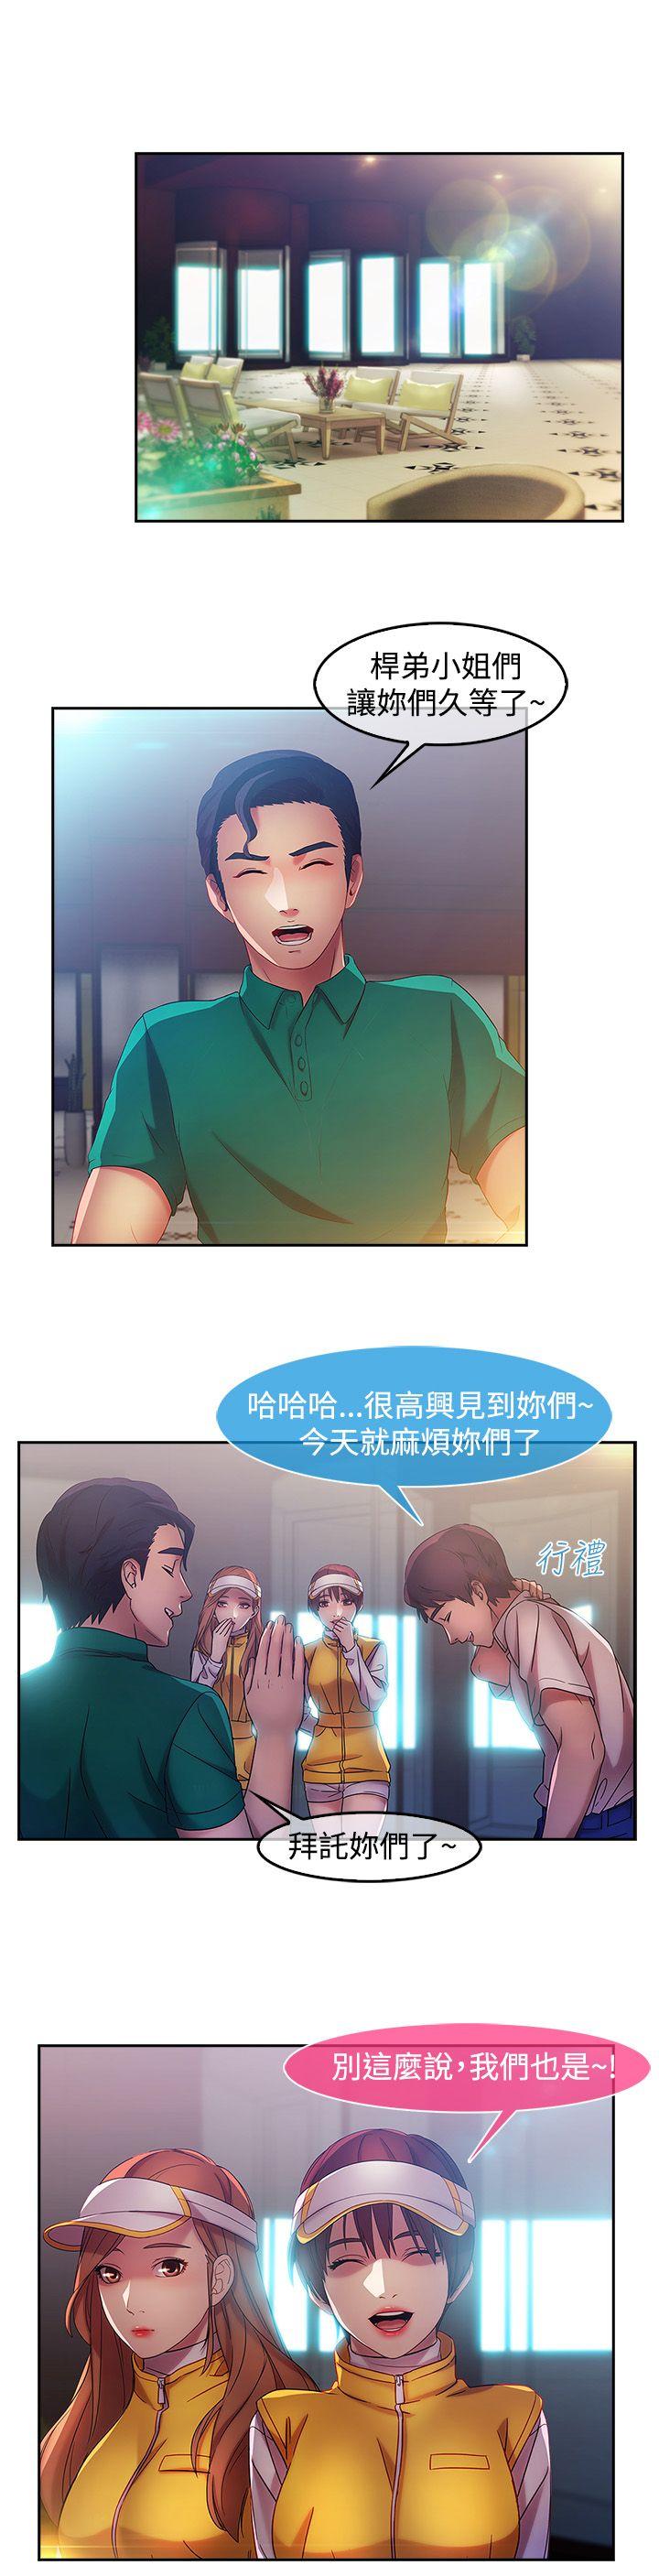 桿弟小姐們
讓妳們久等了~
哈哈哈...很高興見到妳們~
今天就麻煩妳們了
行禮
拜託妳們了~
別這麼說,我們也是~!